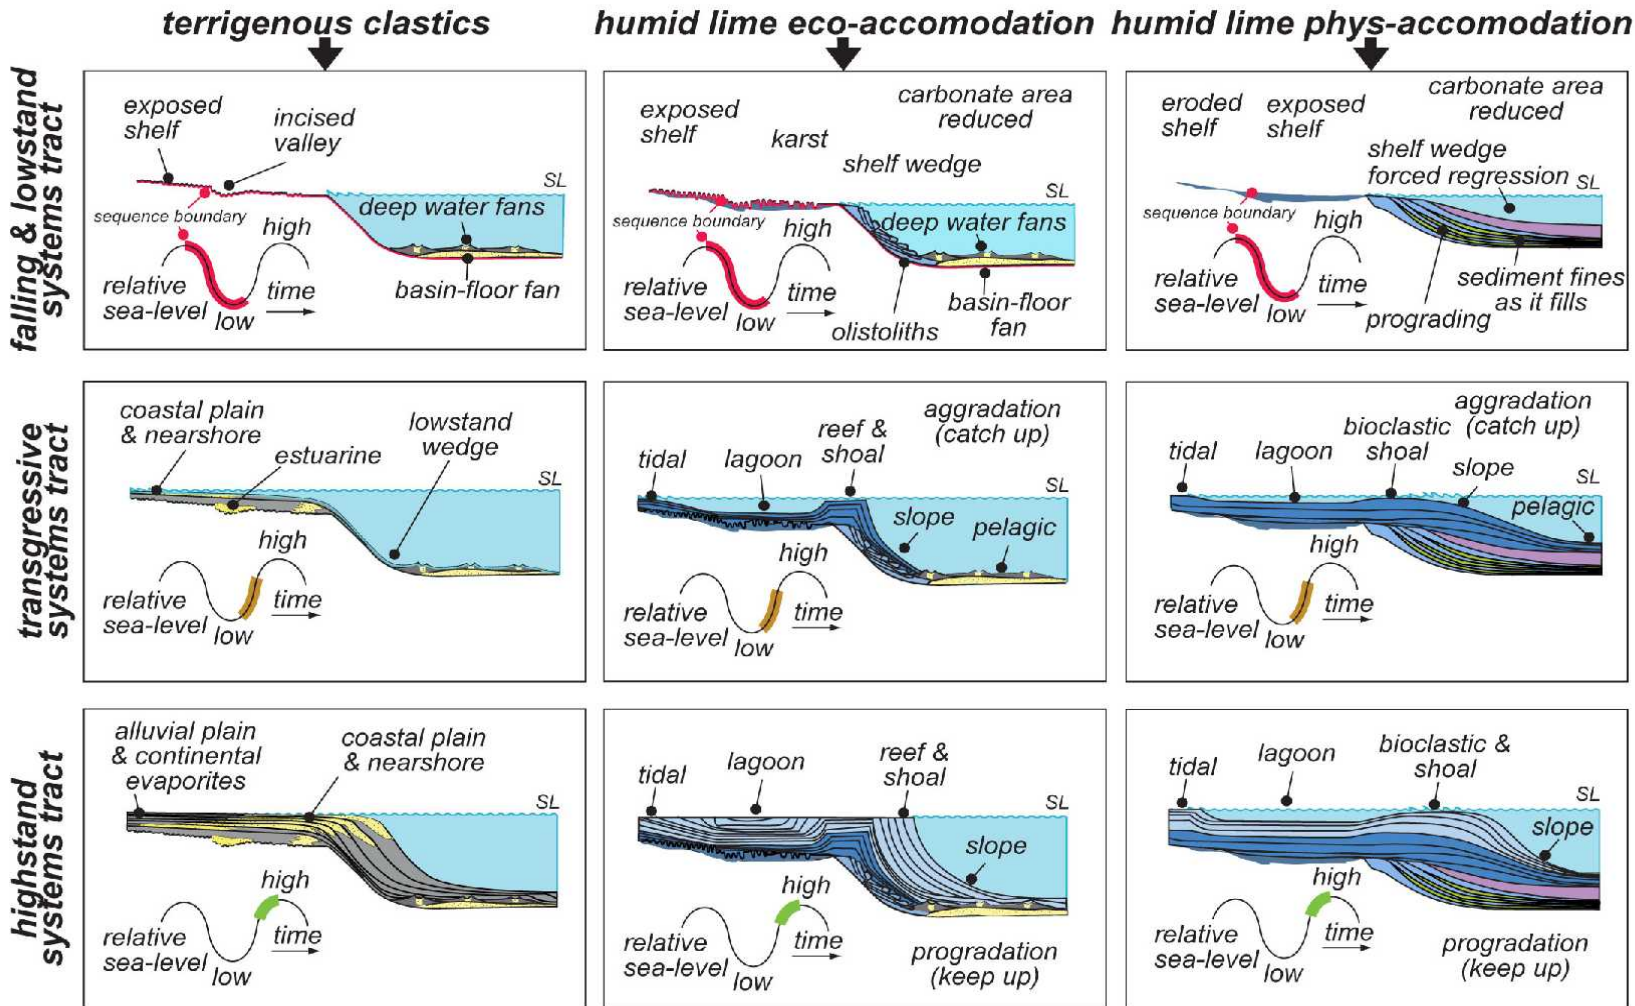 terrigenous clastics
humid lime eco-accomodation
humid lime phys-accomodation
falling & lowstand
systems tract
exposed
shelf
incised
valley
SL
sequence boundary
deep water fans
high
relative
sea-level
time
low
basin-floor fan
exposed
shelf
karst
carbonate area
reduced
shelf wedge
SL
sequence boundary
deep water fans
high
relative
sea-level
time
low
olistoliths
basin-floor
fan
eroded
shelf
exposed
shelf
carbonate area
reduced
shelf wedge
forced regression
SL
sequence boundary
high
relative
sea-level
time
low
prograding
sediment fines
as it fills
transgressive
systems tract
coastal plain
& nearshore
estuarine
lowstand
wedge
SL
high
relative
sea-level
time
low
tidal
lagoon
reef &
shoal
aggradation
(catch up)
SL
slope
pelagic
high
relative
sea-level
time
low
tidal
lagoon
bioclastic
shoal
aggradation
(catch up)
slope
SL
pelagic
high
relative
sea-level
time
low
highstand
systems tract
alluvial plain
& continental
evaporites
coastal plain
& nearshore
SL
high
relative
sea-level
time
low
tidal
lagoon
reef &
shoal
SL
slope
high
relative
sea-level
time
low
progradation
(keep up)
tidal
lagoon
bioclastic &
shoal
SL
slope
high
relative
sea-level
time
low
progradation
(keep up)